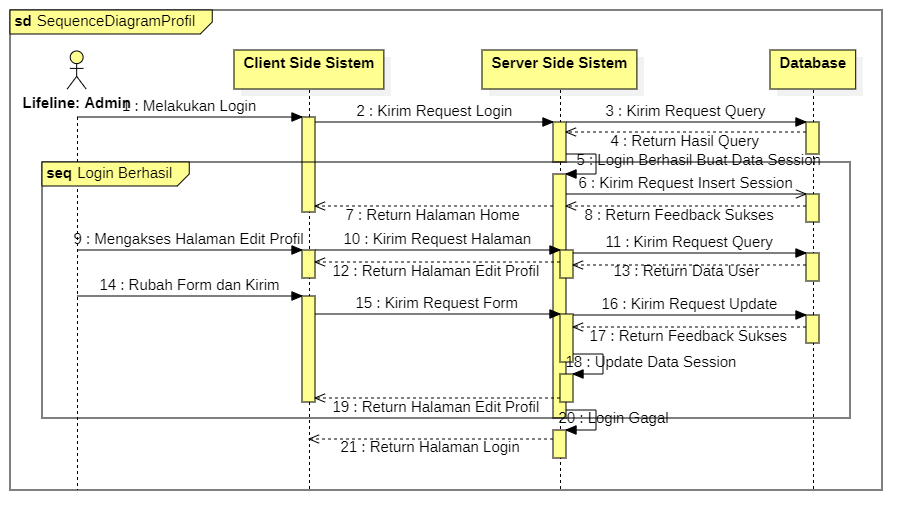 sd SequenceDiagramProfil
Client Side Sistem
Server Side Sistem
Database
Lifeline: Admin
1 : Melakukan Login
2 : Kirim Request Login
3 : Kirim Request Query
4 : Return Hasil Query
5 : Login Berhasil Buat Data Session
seq Login Berhasil
6 : Kirim Request Insert Session
7 : Return Halaman Home
8 : Return Feedback Sukses
9 : Mengakses Halaman Edit Profil
10 : Kirim Request Halaman
11 : Kirim Request Query
12 : Return Halaman Edit Profil
13 : Return Data User
14 : Rubah Form dan Kirim
15 : Kirim Request Form
16 : Kirim Request Update
17 : Return Feedback Sukses
18 : Update Data Session
19 : Return Halaman Edit Profil
20 : Login Gagal
21 : Return Halaman Login